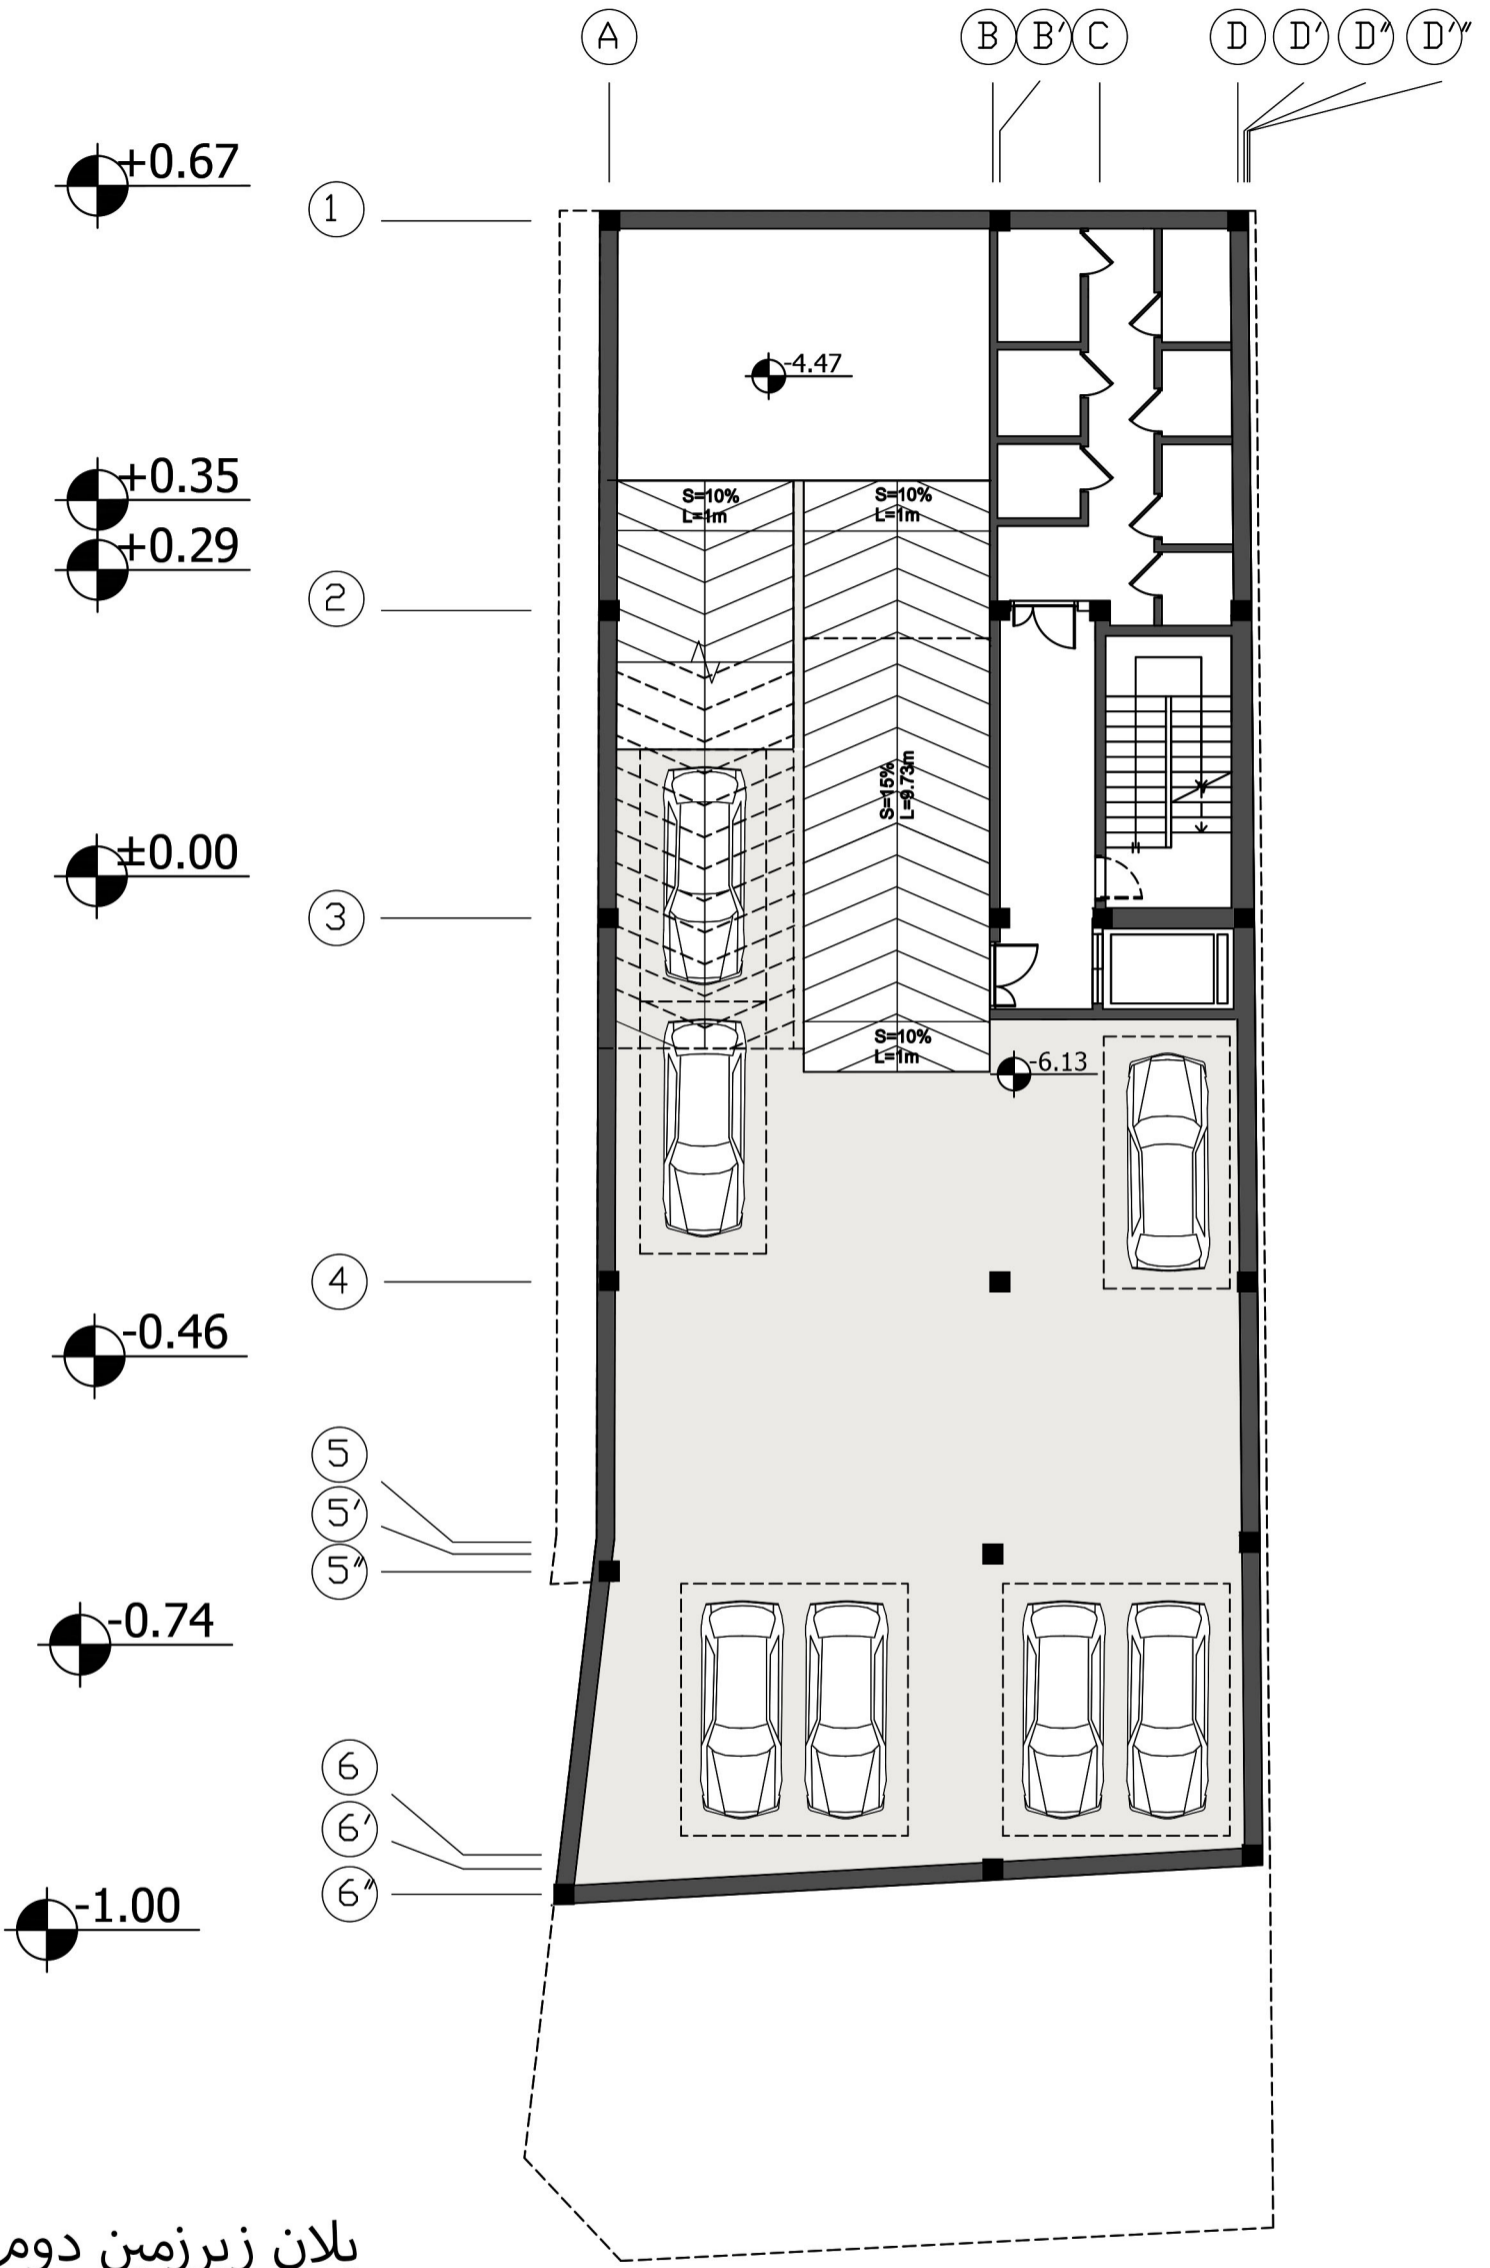 A B B' C D D' D" D'"
+0.67
1
-4.47
+0.35
S=10%
L=1m
S=10%
L=1m
+0.29
2
S=15%
L=9.73m
±0.00
3
S=10%
L=1m
-6.13
4
-0.46
5
5'
5"
-0.74
6
6'
6"
-1.00
پلان زیرزمین دوم